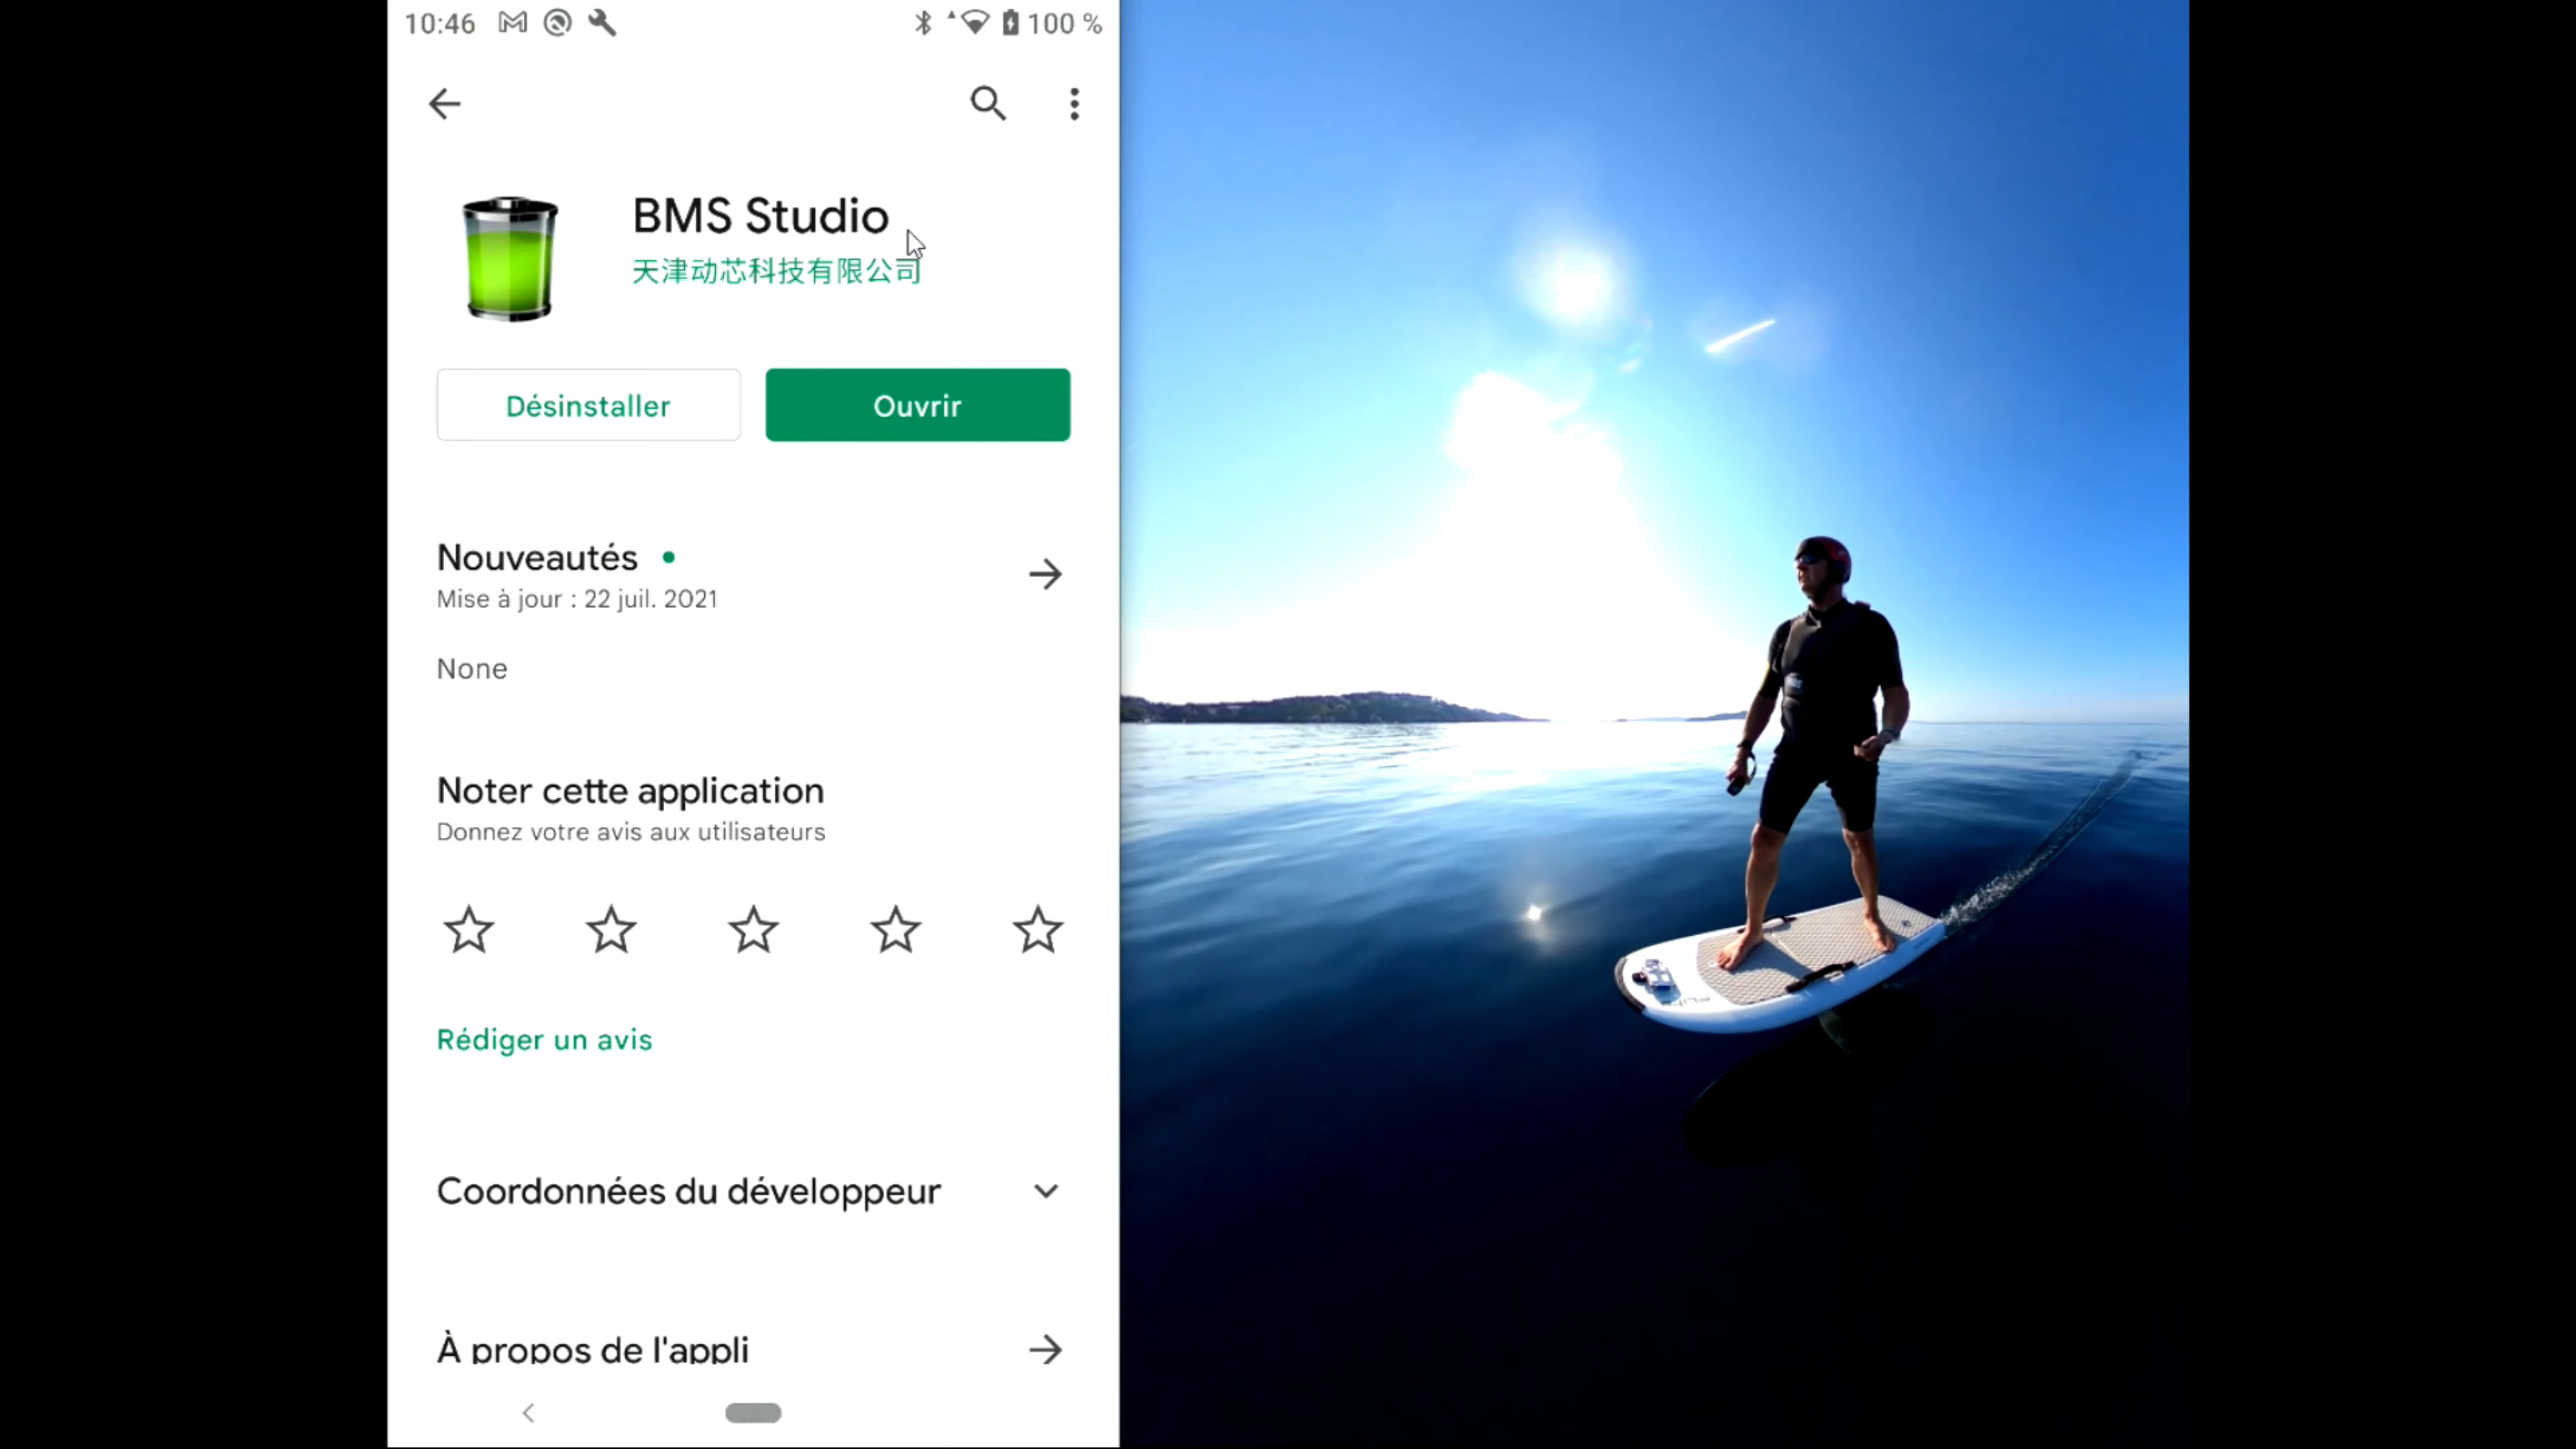 10:46
100 %
BMS Studio
天津动芯科技有限公司
Désinstaller
Ouvrir
Nouveautés
Mise à jour : 22 juil. 2021
None
Noter cette application
Donnez votre avis aux utilisateurs
Rédiger un avis
Coordonnées du développeur
À propos de l'appli